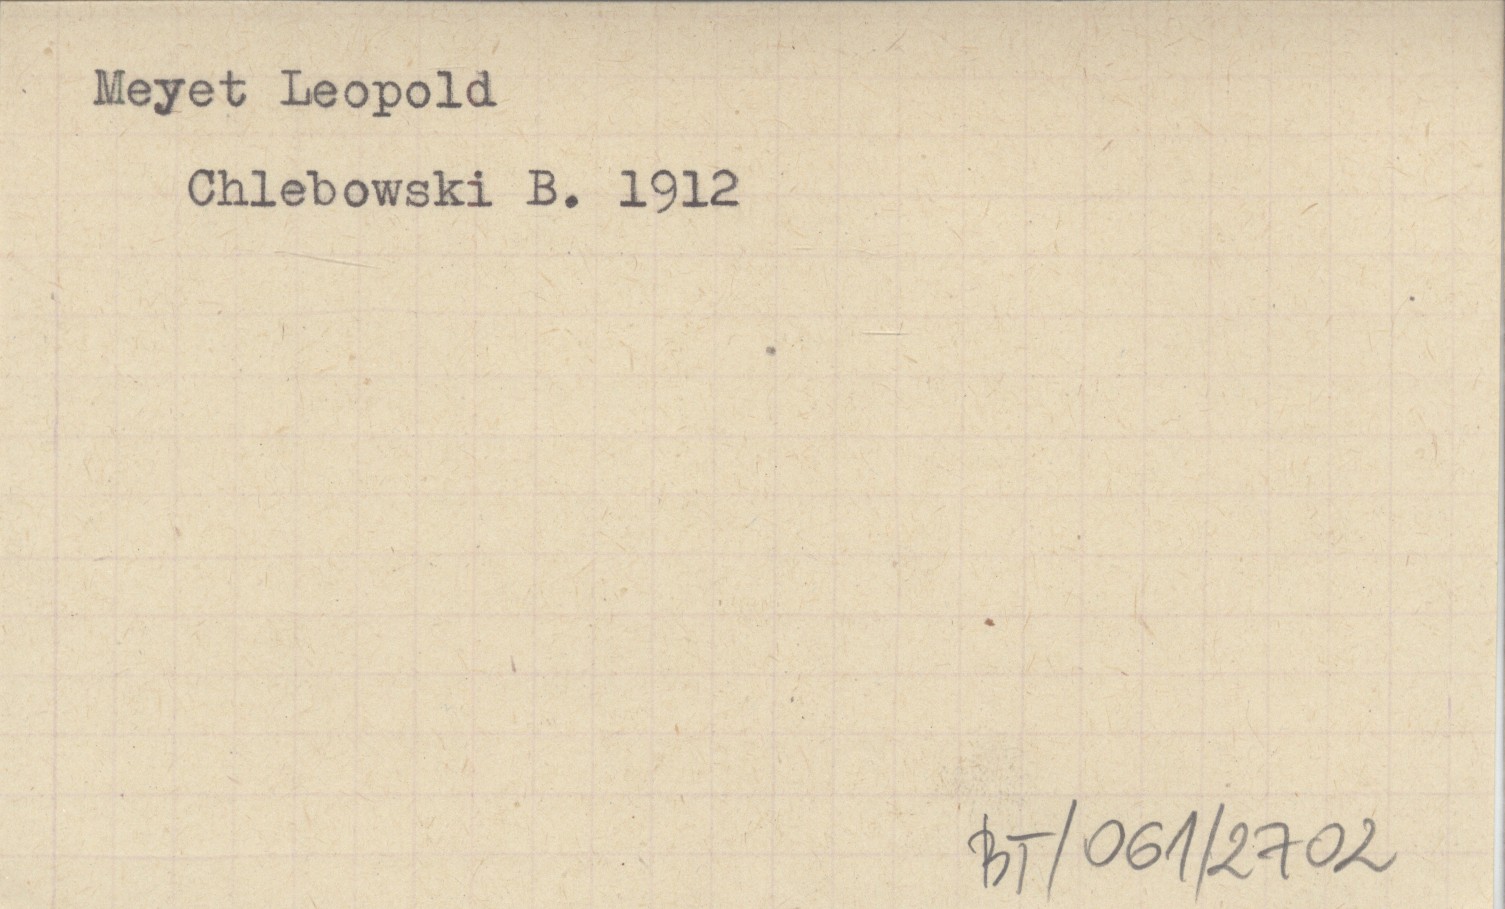 Meyet Leopold
Chlebowski B. 1912
BT/061/2702